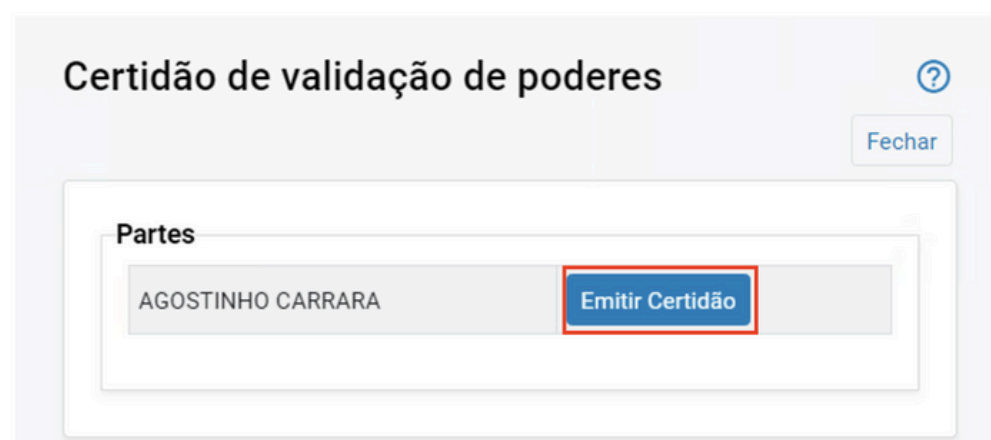 Certidão de validação de poderes
Fechar
Partes
AGOSTINHO CARRARA
Emitir Certidão